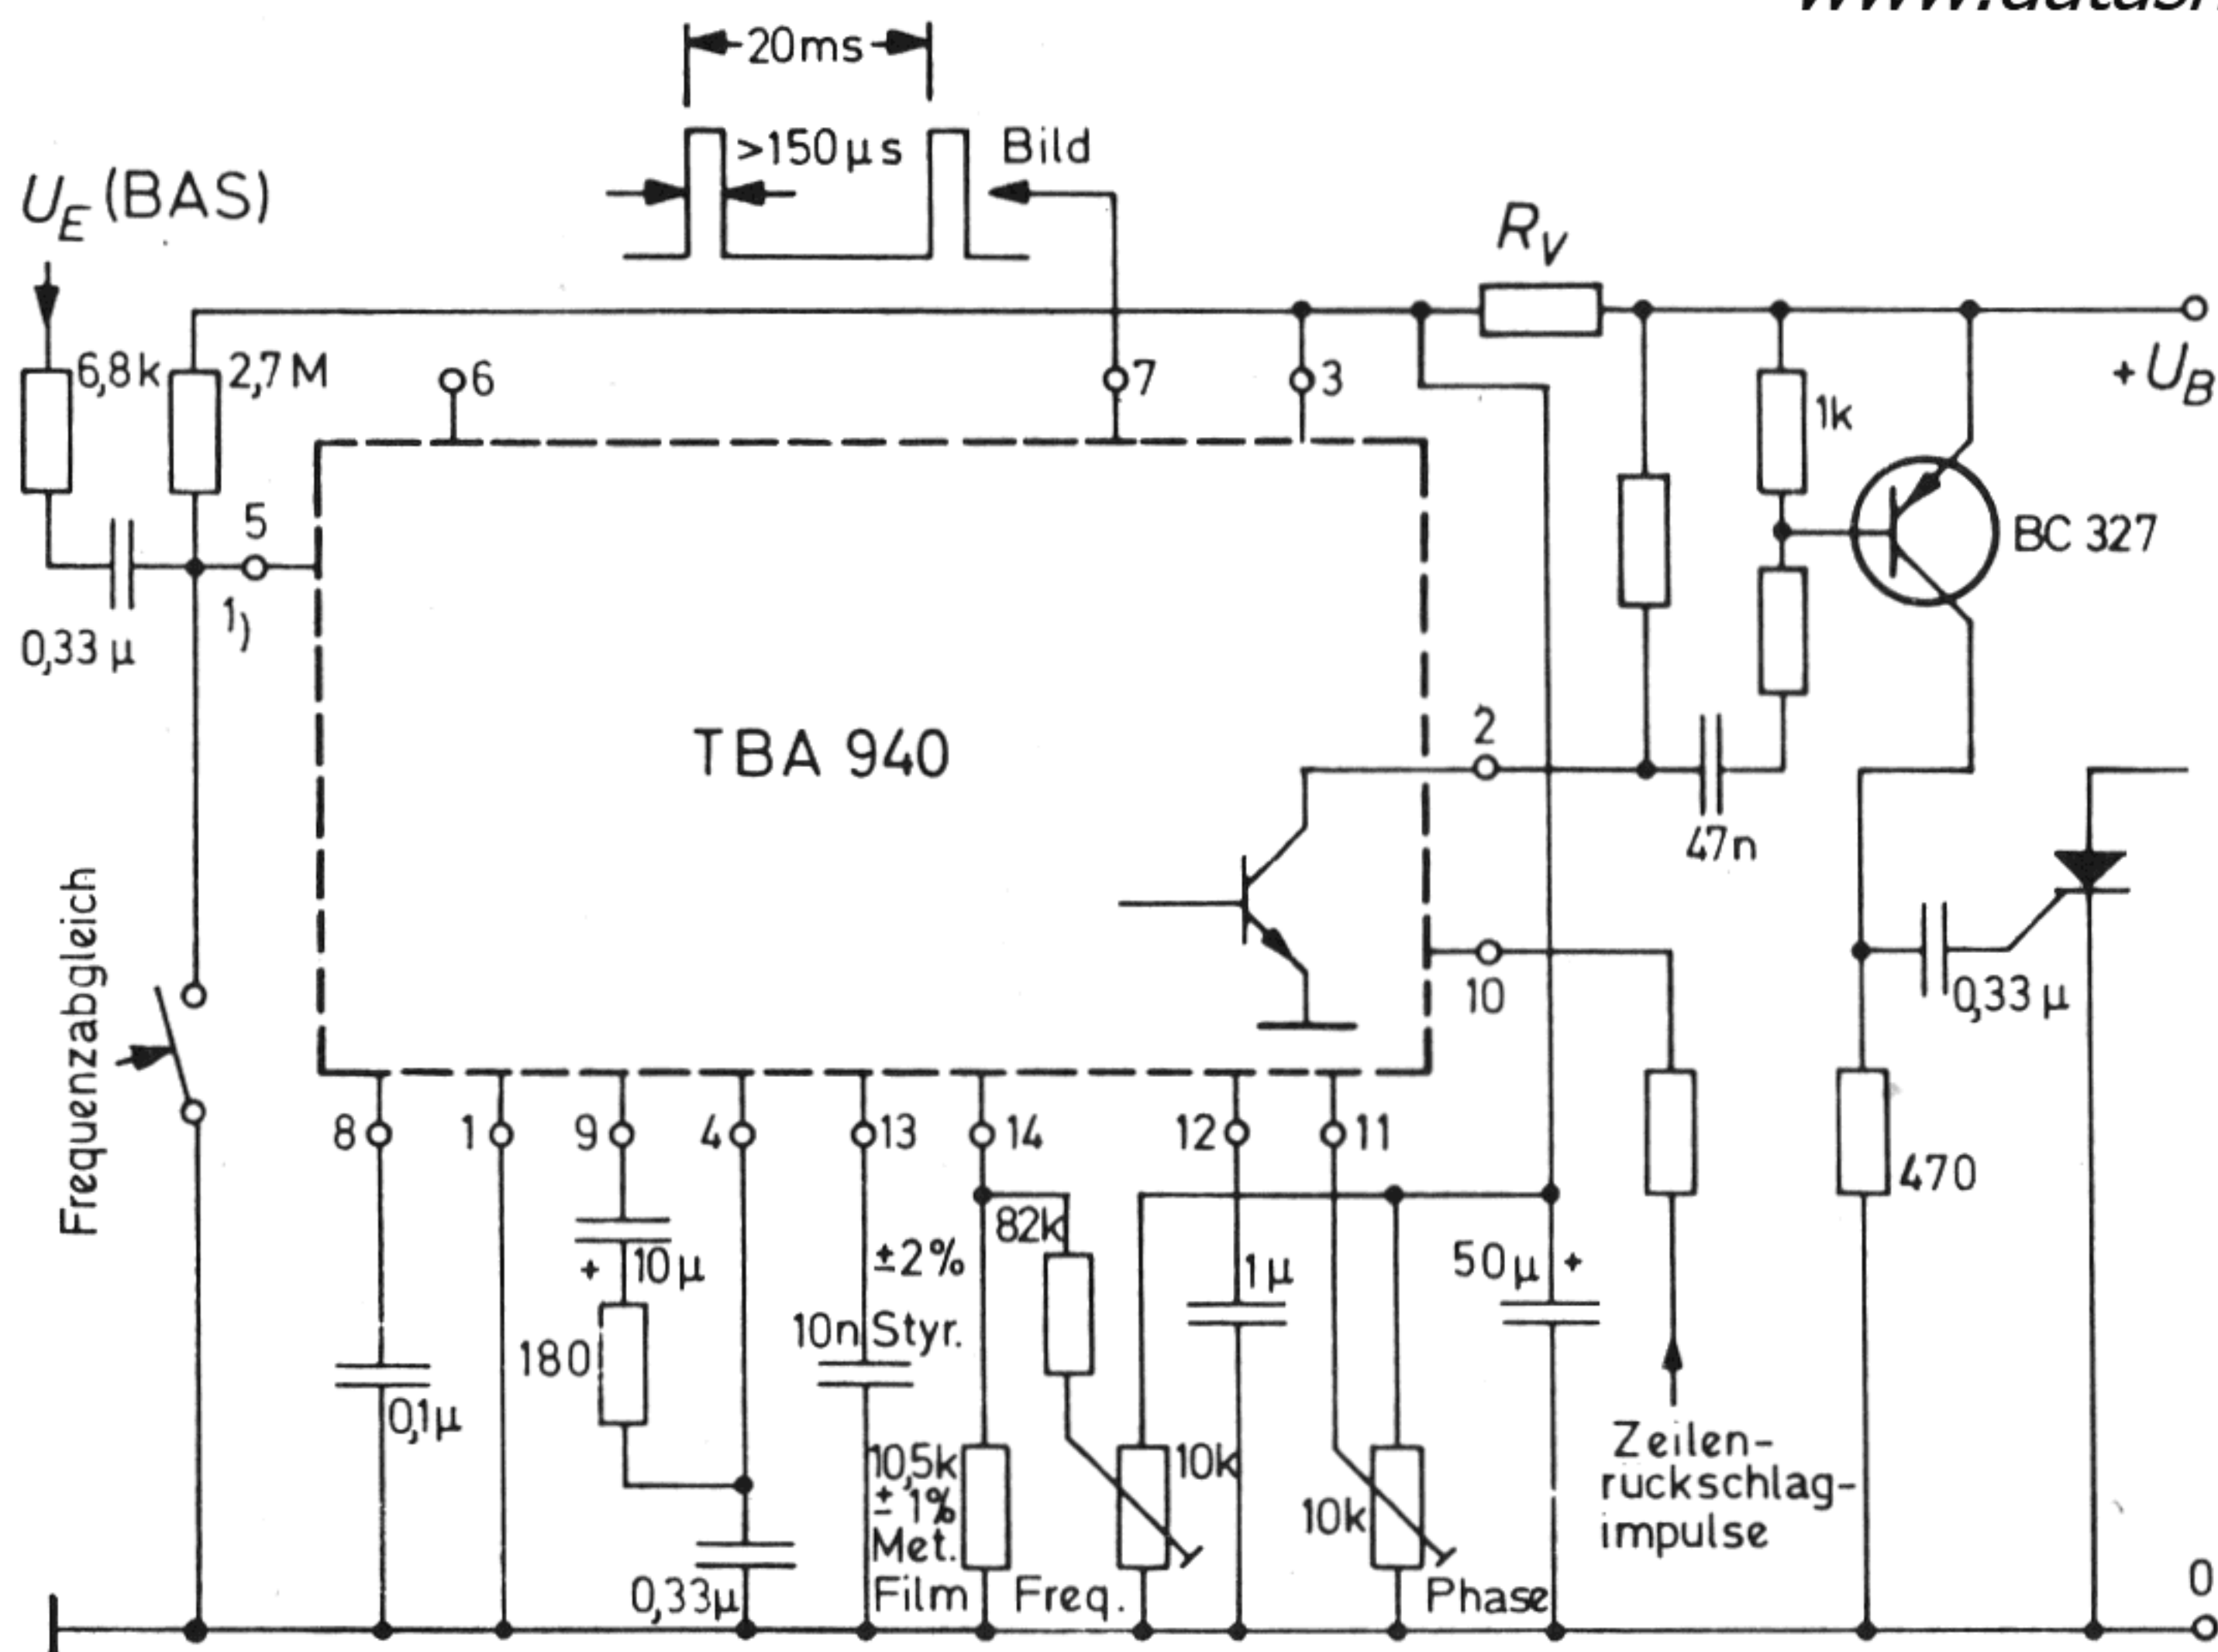 20ms
>150µs
Bild
U_E (BAS)
R_V
6,8k
2,7M
6
7
3
+U_B
1k
5
BC 327
1)
0,33µ
TBA 940
2
47n
Frequenzabgleich
10
0,33µ
8
1
9
4
13
14
12
11
470
82k
±2%
+ 10µ
1µ
50µ +
10n Styr.
180
0,1µ
10,5k
±1%
Met.
Film
10k
10k
Zeilen-
rückschlag-
impulse
0,33µ
Freq.
Phase
0